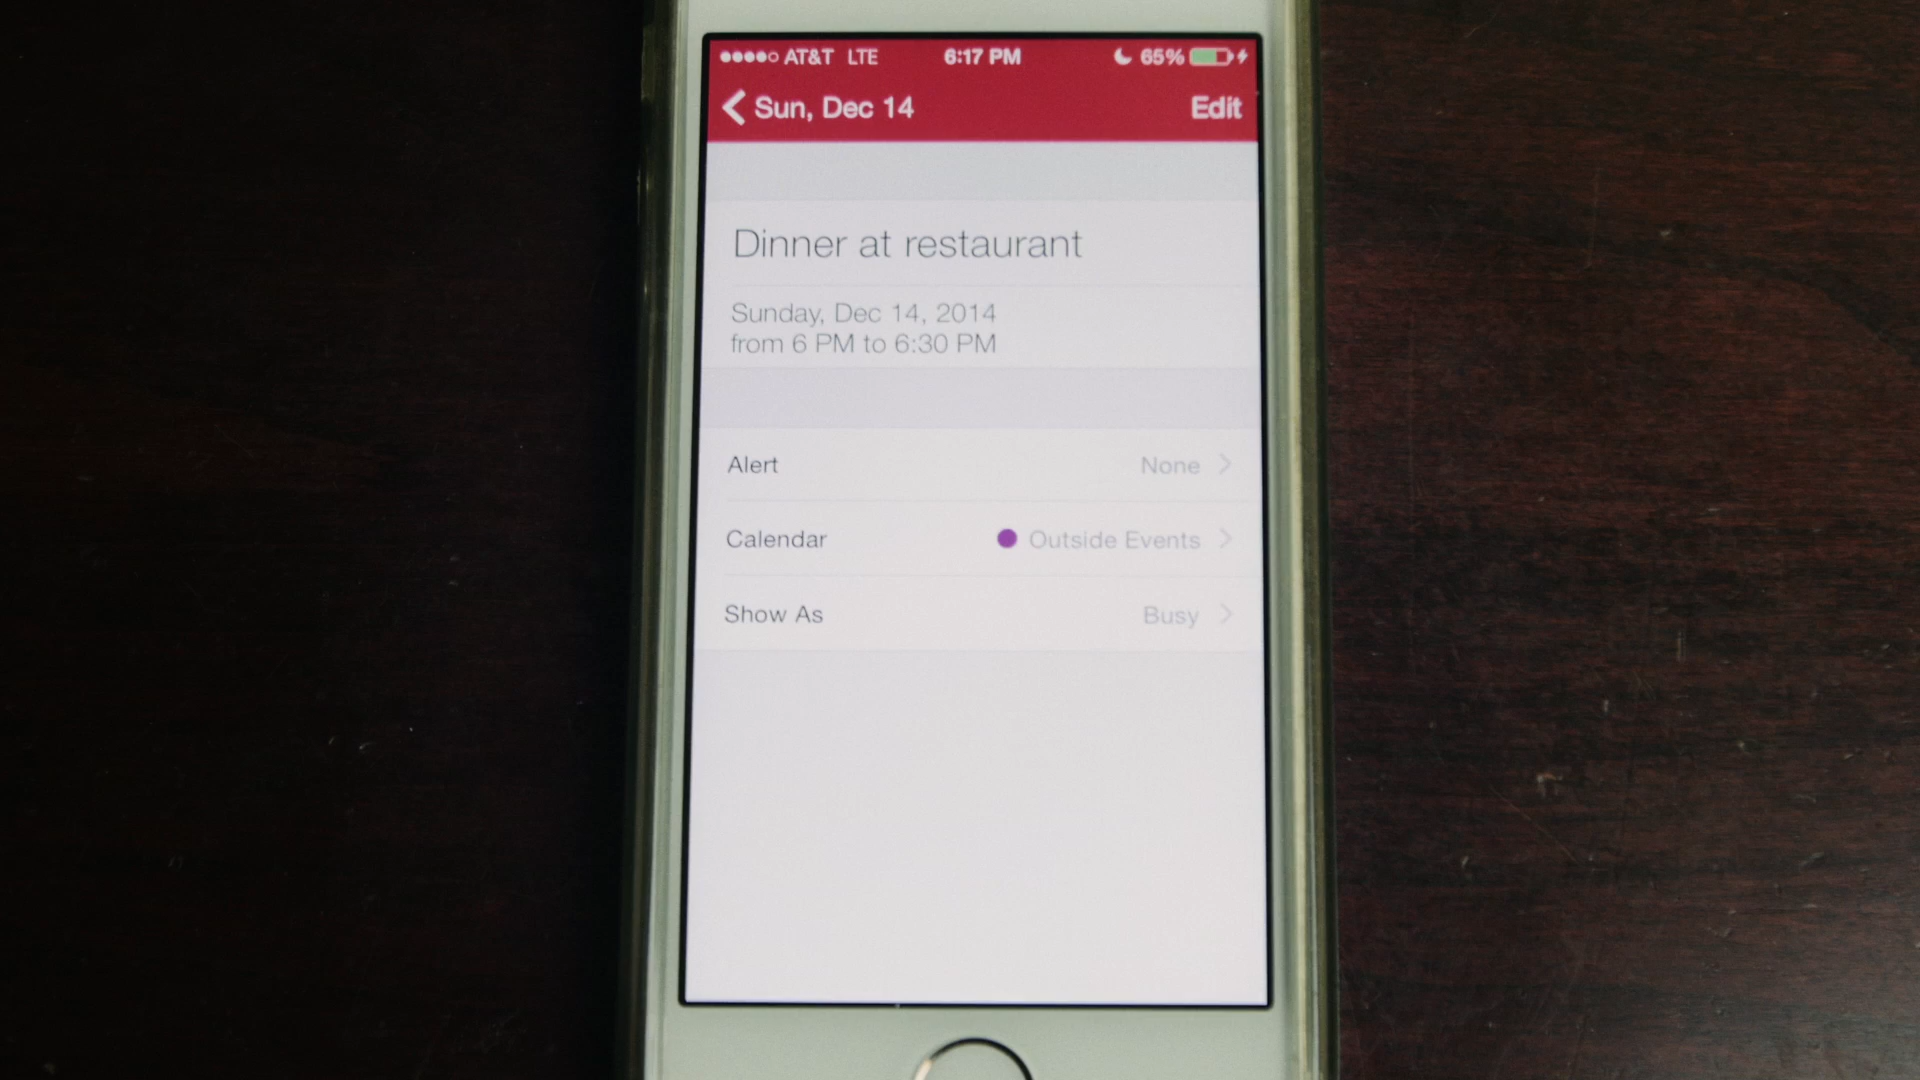 AT&T LTE 6:17 PM 65%
Sun, Dec 14 Edit
Dinner at restaurant
Sunday, Dec 14, 2014
from 6 PM to 6:30 PM
Alert None
Calendar Outside Events
Show As Busy